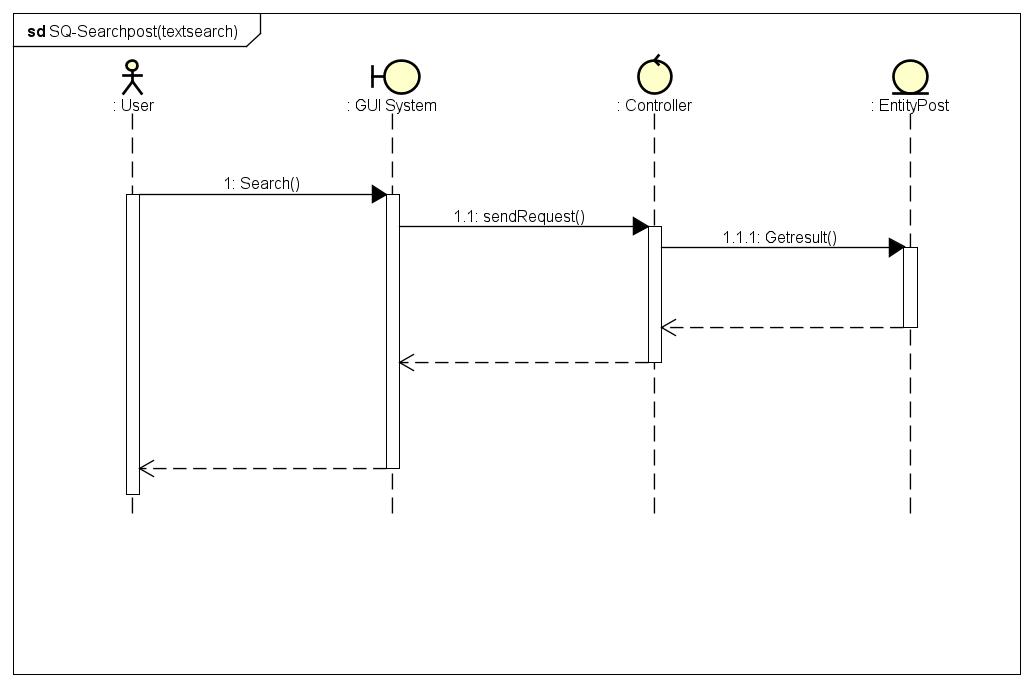 sd SQ-Searchpost(textsearch)
: User
: GUI System
: Controller
: EntityPost
1: Search()
1.1: sendRequest()
1.1.1: Getresult()